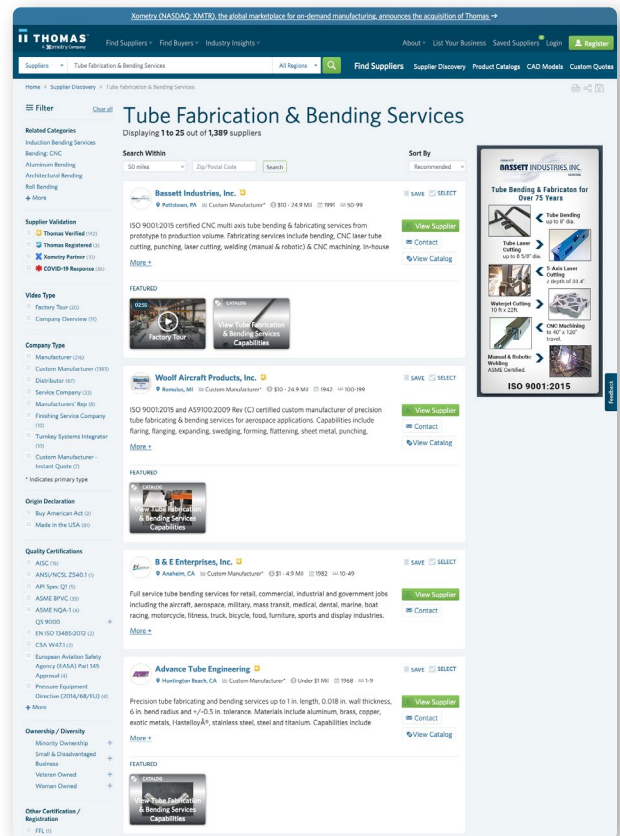 Xometry (NASDAQ: XMTR), the global marketplace for on-demand manufacturing, announces the acquisition of Thomas →
THOMAS
A Xometry Company
Find Suppliers Find Buyers Industry Insights
About List Your Business Saved Suppliers 0 Login Register
Suppliers Tube Fabrication & Bending Services All Regions
Find Suppliers Supplier Discovery Product Catalogs CAD Models Custom Quotes
Home > Supplier Discovery > Tube Fabrication & Bending Services
Filter Clear all
Related Categories
Induction Bending Services
Bending: CNC
Aluminum Bending
Architectural Bending
Roll Bending
+ More
Supplier Validation
Thomas Verified (142)
Thomas Registered (3)
Xometry Partner (10)
COVID-19 Response (36)
Video Type
Factory Tour (20)
Company Overview (11)
Company Type
Manufacturer (216)
Custom Manufacturer (1383)
Distributor (67)
Service Company (33)
Manufacturers' Rep (8)
Finishing Service Company
(10)
Turnkey Systems Integrator
(10)
Custom Manufacturer -
Instant Quote (7)
* Indicates primary type
Origin Declaration
Buy American Act (2)
Made in the USA (61)
Quality Certifications
AISC (16)
ANSI/NCSL Z540.1 (1)
API Spec Q1 (5)
ASME BPVC (33)
ASME NQA-1 (4)
QS 9000 +
EN ISO 13485:2012 (2)
CSA W47.1 (3)
European Aviation Safety
Agency (EASA) Part 145
Approval (4)
Pressure Equipment
Directive (2014/68/EU) (4)
+ More
Ownership / Diversity
Minority Ownership +
Small & Disadvantaged
Business +
Veteran Owned +
Woman Owned +
Other Certification /
Registration
FFL (1)
Tube Fabrication & Bending Services
Displaying 1 to 25 out of 1,389 suppliers
Search Within
50 miles Zip/Postal Code Search
Sort By
Recommended
Bassett Industries, Inc.
SAVE SELECT
Pottstown, PA Custom Manufacturer* $10 - 24.9 Mil 1991 50-99
ISO 9001:2015 certified CNC multi axis tube bending & fabricating services from
prototype to production volume. Fabricating services include bending, CNC laser tube
cutting, punching, laser cutting, welding (manual & robotic) & CNC machining. In-house
More +
View Supplier
Contact
View Catalog
FEATURED
02:55
Factory Tour
CATALOG
View Tube Fabrication
& Bending Services
Capabilities
Woolf Aircraft Products, Inc.
SAVE SELECT
Romulus, MI Custom Manufacturer* $10 - 24.9 Mil 1942 100-199
ISO 9001:2015 and AS9100:2009 Rev (C) certified custom manufacturer of precision
tube fabricating & bending services for aerospace applications. Capabilities include
flaring, flanging, expanding, swedging, forming, flattening, sheet metal, punching,
More +
View Supplier
Contact
View Catalog
FEATURED
CATALOG
View Tube Fabrication
& Bending Services
Capabilities
B & E Enterprises, Inc.
SAVE SELECT
Anaheim, CA Custom Manufacturer* $1 - 4.9 Mil 1982 10-49
Full service tube bending services for retail, commercial, industrial and government jobs
including the aircraft, aerospace, military, mass transit, medical, dental, marine, boat
racing, motorcycle, fitness, truck, bicycle, food, furniture, sports and display industries.
More +
View Supplier
Contact
Advance Tube Engineering
SAVE SELECT
Huntington Beach, CA Custom Manufacturer* Under $1 Mil 1968 1-9
Precision tube fabricating and bending services up to 1 in. length, 0.018 in. wall thickness,
6 in. bend radius and +/-0.5 in. tolerance. Materials include aluminum, brass, copper,
exotic metals, HastelloyÂ®, stainless steel, steel and titanium. Capabilities include
More +
View Supplier
Contact
View Catalog
FEATURED
CATALOG
View Tube Fabrication
& Bending Services
Capabilities
BASSETT INDUSTRIES, INC.
Tube Bending & Fabricaton for
Over 75 Years
Tube Bending
up to 8" dia.
Tube Laser
Cutting
up to 8 5/8" dia.
5 Axis Laser
Cutting
z depth of 33.4".
Waterjet Cutting
10 ft x 22ft.
CNC Machining
to 40" x 120"
travel.
Manual & Robotic
Welding
ASME Certified.
ISO 9001:2015
Feedback